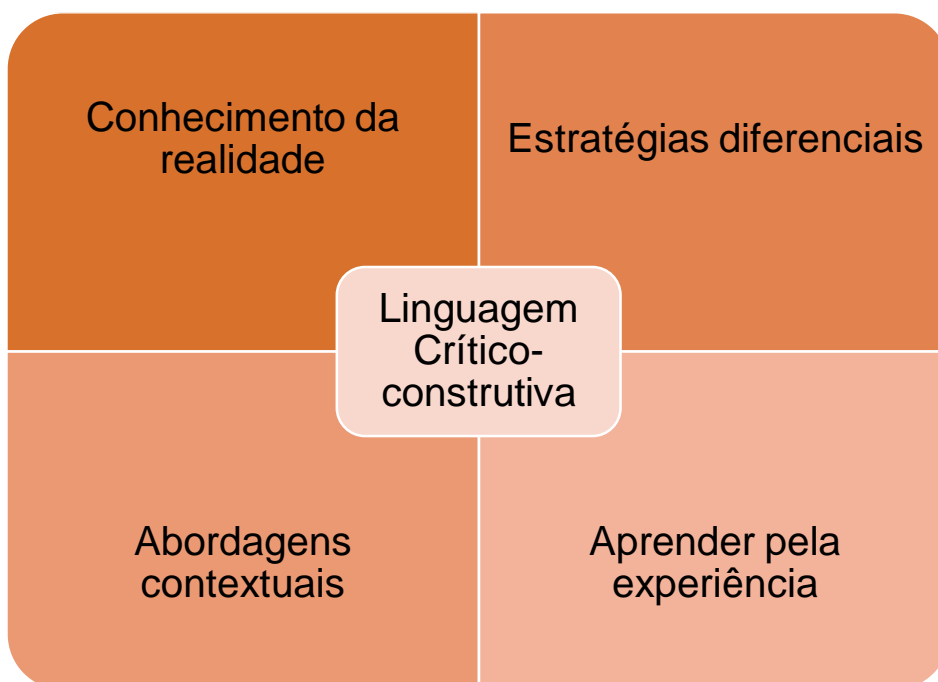 Conhecimento da
realidade
Estratégias diferenciais
Linguagem
Crítico-
construtiva
Abordagens
contextuais
Aprender pela
experiência